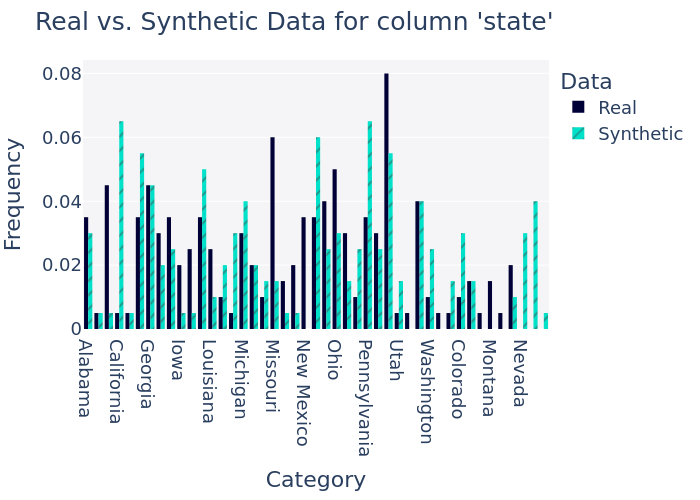 Real vs. Synthetic Data for column 'state'
Data
Real
Synthetic
Frequency
0.08
0.06
0.04
0.02
0
Alabama
California
Georgia
Iowa
Louisiana
Michigan
Missouri
New Mexico
Ohio
Pennsylvania
Utah
Washington
Colorado
Montana
Nevada
Category